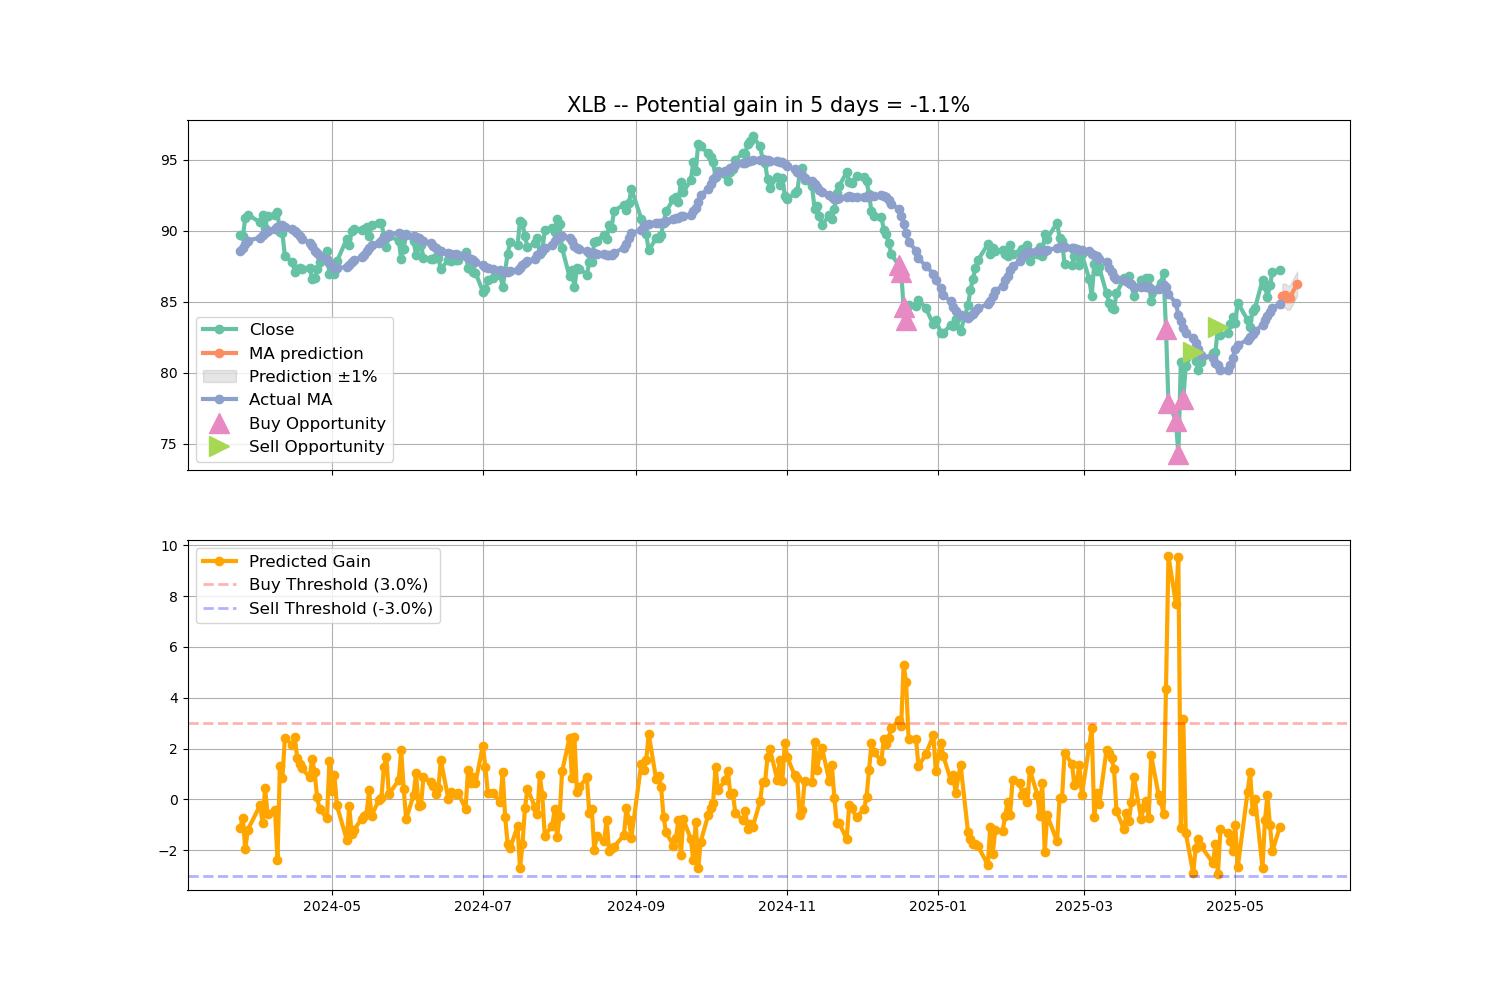 XLB -- Potential gain in 5 days = -1.1%
95
90
85
80
75
Close
MA prediction
Prediction ±1%
Actual MA
Buy Opportunity
Sell Opportunity
10
8
6
4
2
0
−2
Predicted Gain
Buy Threshold (3.0%)
Sell Threshold (-3.0%)
2024-05
2024-07
2024-09
2024-11
2025-01
2025-03
2025-05